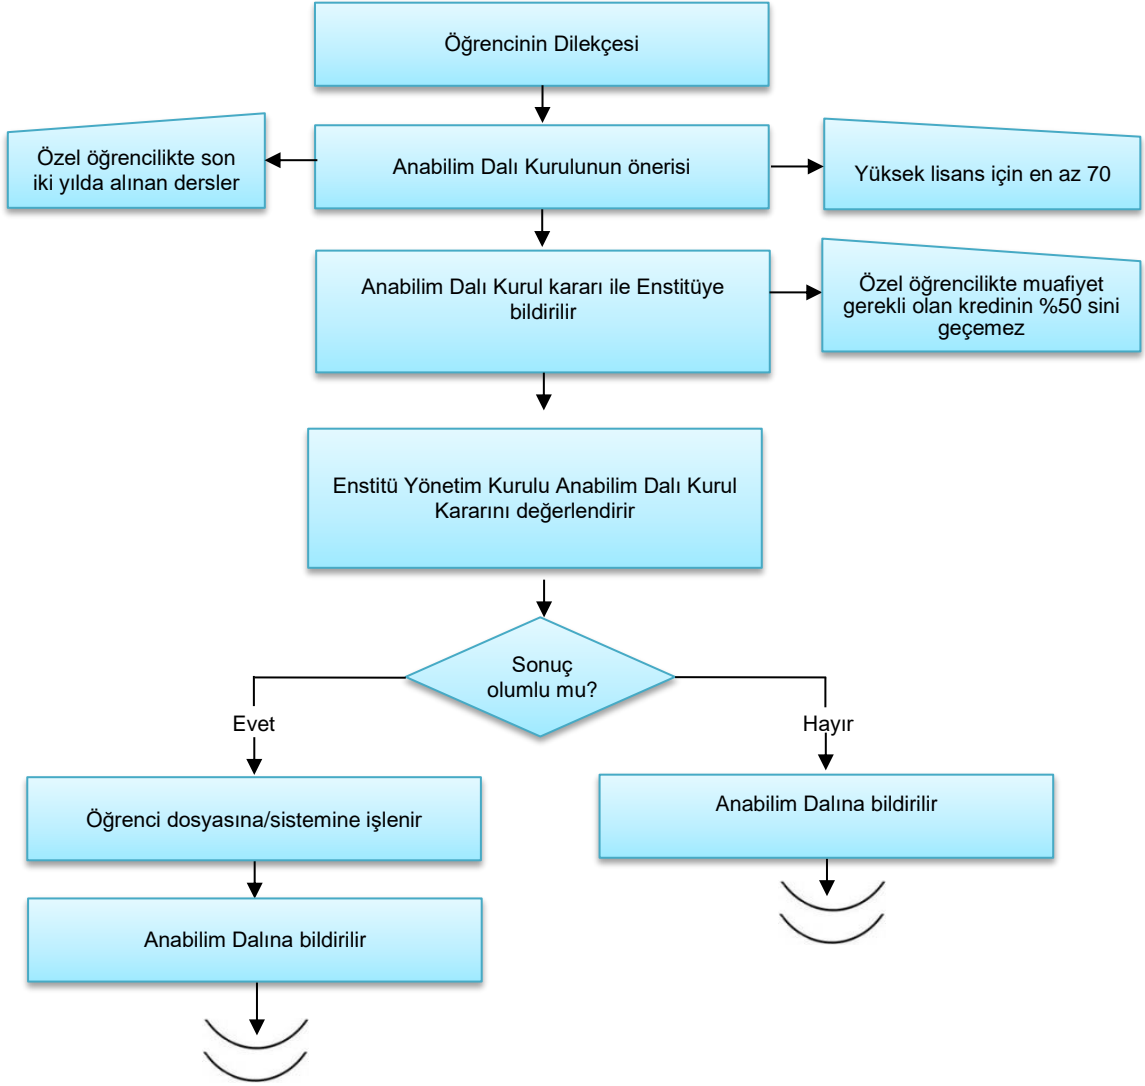 Öğrencinin Dilekçesi
Özel öğrencilikte son
iki yılda alınan dersler
Anabilim Dalı Kurulunun önerisi
Yüksek lisans için en az 70
Anabilim Dalı Kurul kararı ile Enstitüye
bildirilir
Özel öğrencilikte muafiyet
gerekli olan kredinin %50 sini
geçemez
Enstitü Yönetim Kurulu Anabilim Dalı Kurul
Kararını değerlendirir
Sonuç
olumlu mu?
Evet
Hayır
Öğrenci dosyasına/sistemine işlenir
Anabilim Dalına bildirilir
Anabilim Dalına bildirilir